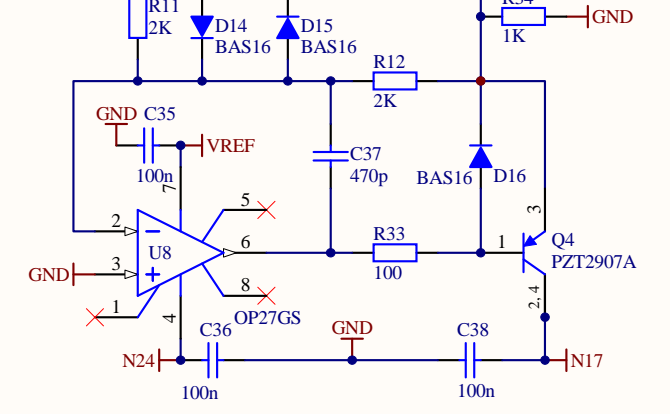 R11
2K
D14
BAS16
D15
BAS16
R34
1K
GND
R12
2K
GND
C35
100n
VREF
7
C37
470p
BAS16
D16
5
2
U8
6
3
GND
8
1
OP27GS
4
R33
100
1
3
Q4
PZT2907A
2, 4
N24
C36
100n
GND
C38
100n
N17